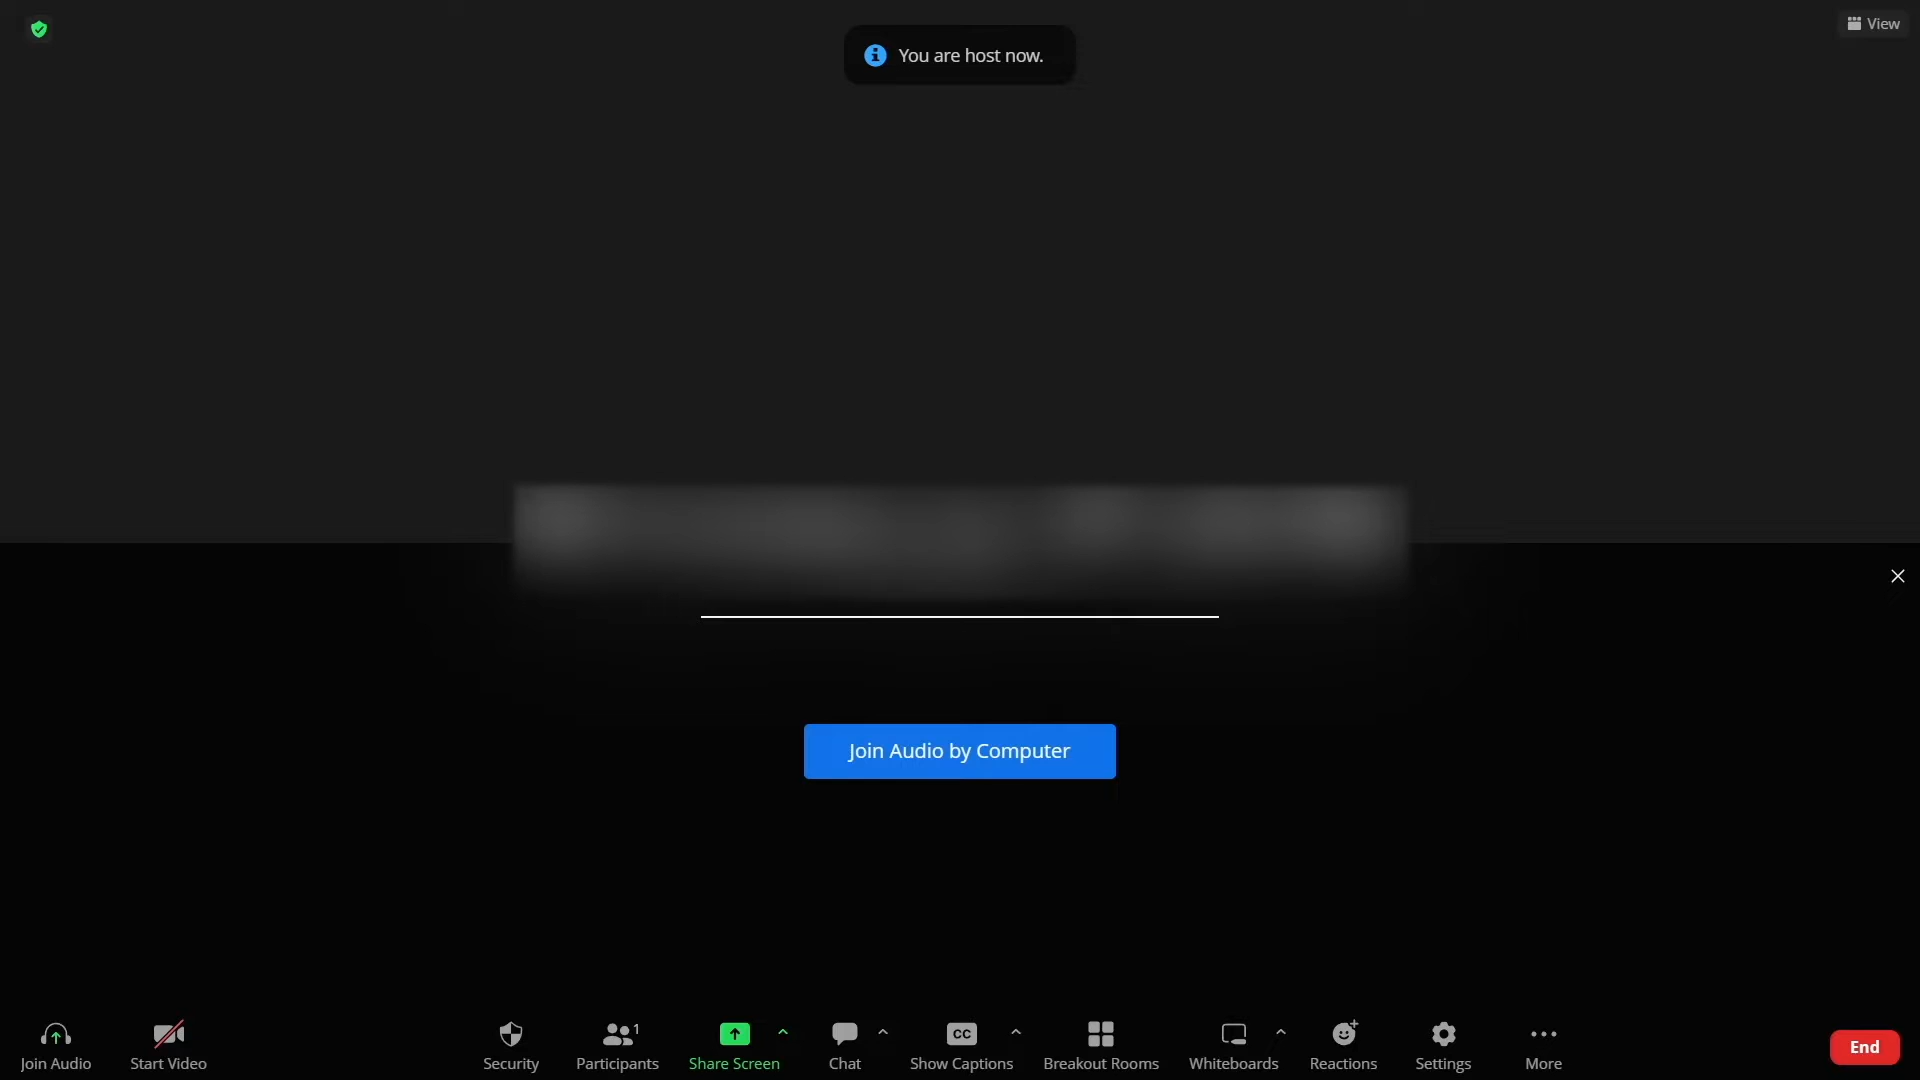 View
You are host now.
Join Audio by Computer
1
CC
Join Audio
Start Video
Security
Participants
Share Screen
Chat
Show Captions
Breakout Rooms
Whiteboards
Reactions
Settings
More
End